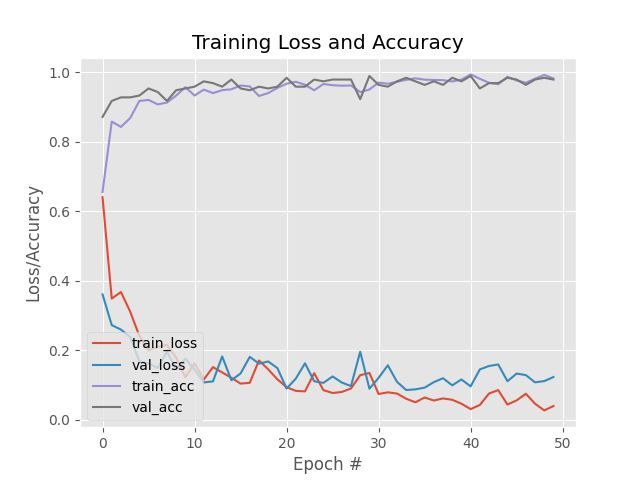 Training Loss and Accuracy
Loss/Accuracy
1.0
0.8
0.6
0.4
0.2
0.0
train_loss
val_loss
train_acc
val_acc
0
10
20
30
40
50
Epoch #